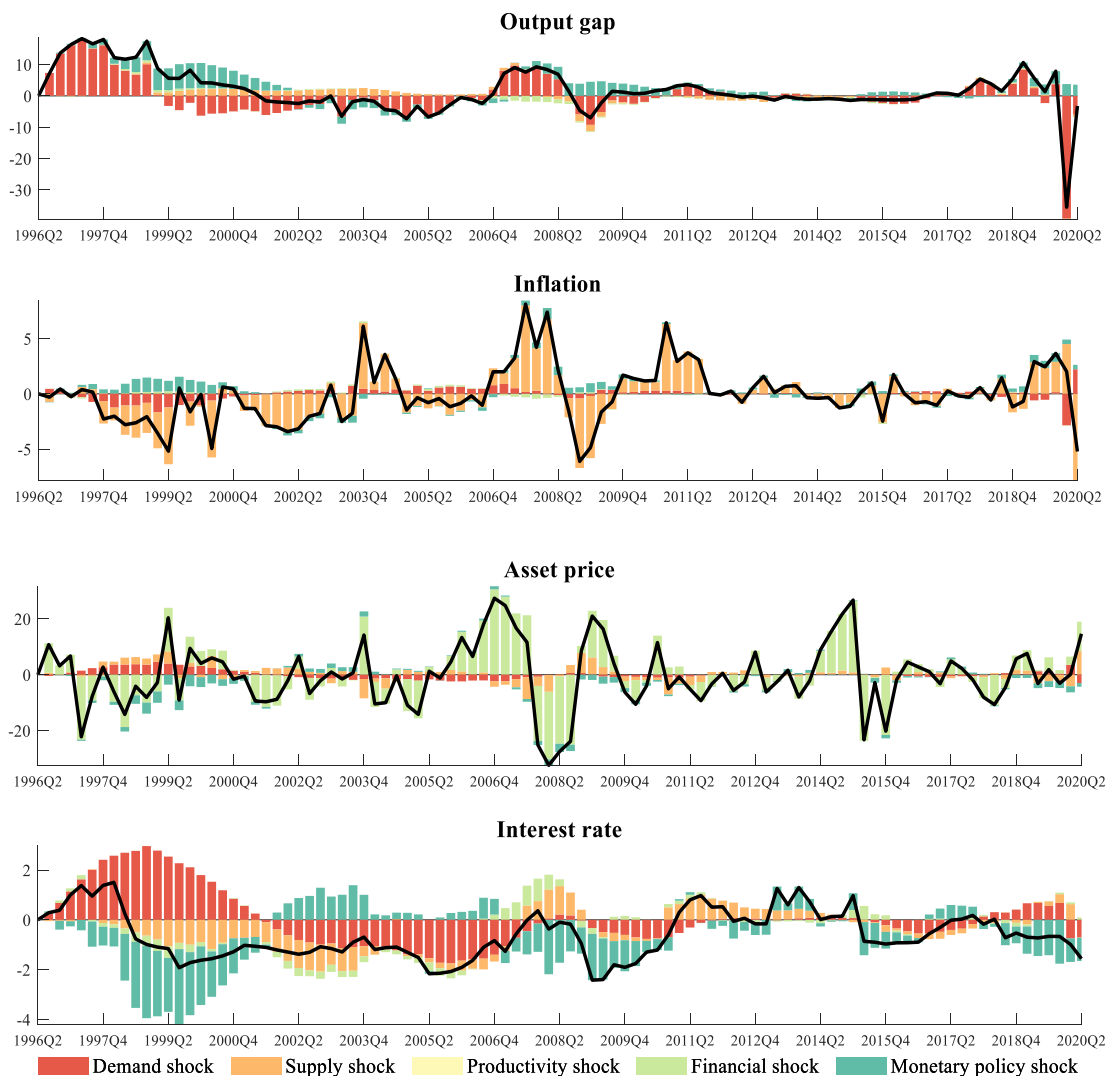 Output gap
10
0
-10
-20
-30
1996Q2 1997Q4 1999Q2 2000Q4 2002Q2 2003Q4 2005Q2 2006Q4 2008Q2 2009Q4 2011Q2 2012Q4 2014Q2 2015Q4 2017Q2 2018Q4 2020Q2
Inflation
5
0
-5
1996Q2 1997Q4 1999Q2 2000Q4 2002Q2 2003Q4 2005Q2 2006Q4 2008Q2 2009Q4 2011Q2 2012Q4 2014Q2 2015Q4 2017Q2 2018Q4 2020Q2
Asset price
20
0
-20
1996Q2 1997Q4 1999Q2 2000Q4 2002Q2 2003Q4 2005Q2 2006Q4 2008Q2 2009Q4 2011Q2 2012Q4 2014Q2 2015Q4 2017Q2 2018Q4 2020Q2
Interest rate
2
0
-2
-4
1996Q2 1997Q4 1999Q2 2000Q4 2002Q2 2003Q4 2005Q2 2006Q4 2008Q2 2009Q4 2011Q2 2012Q4 2014Q2 2015Q4 2017Q2 2018Q4 2020Q2
Demand shock Supply shock Productivity shock Financial shock Monetary policy shock